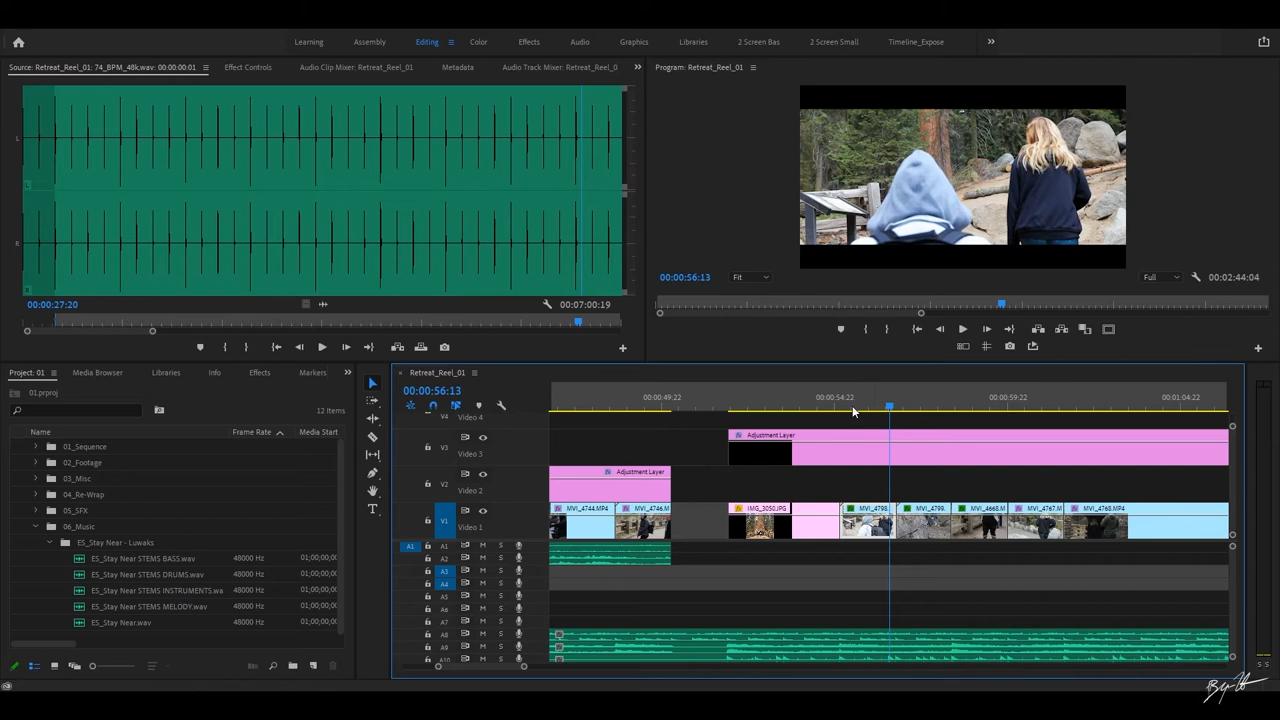 Learning Assembly Editing Color Effects Audio Graphics Libraries 2 Screen Bas 2 Screen Small Timeline_Expose
Source: Retreat_Reel_01: 74_BPM_48k.wav: 00:00:00:01 Effect Controls Audio Clip Mixer: Retreat_Reel_01 Metadata Audio Track Mixer: Retreat_Reel_0
Program: Retreat_Reel_01
L
R
00:00:27:20 00:07:00:19
00:00:56:13 Fit Full 00:02:44:04
Project: 01 Media Browser Libraries Info Effects Markers
01.prproj
12 Items
Name Frame Rate Media Start
01_Sequence
02_Footage
03_Misc
04_Re-Wrap
05_SFX
06_Music
ES_Stay Near - Luwaks
ES_Stay Near STEMS BASS.wav 48000 Hz 01;00;00;00
ES_Stay Near STEMS DRUMS.wav 48000 Hz 01;00;00;00
ES_Stay Near STEMS INSTRUMENTS.wa 48000 Hz 01;00;00;00
ES_Stay Near STEMS MELODY.wav 48000 Hz 01;00;00;00
ES_Stay Near.wav 48000 Hz 01;00;00;00
Retreat_Reel_01
00:00:56:13
00:00:49:22 00:00:54:22 00:00:59:22 00:01:04:22
V4 Video 4
V3 Video 3 Adjustment Layer
V2 Video 2 Adjustment Layer
V1 Video 1 MVI_4744.MP4 MVI_4746.M IMG_3050.JPG MVI_4798. MVI_4799. MVI_4668.M MVI_4767.M MVI_4768.MP4
A1 A1 M S
A2 M S
A3 M S
A4 M S
A5 M S
A6 M S
A7 M S
A8 M S
A9 M S
A10 M S
S S